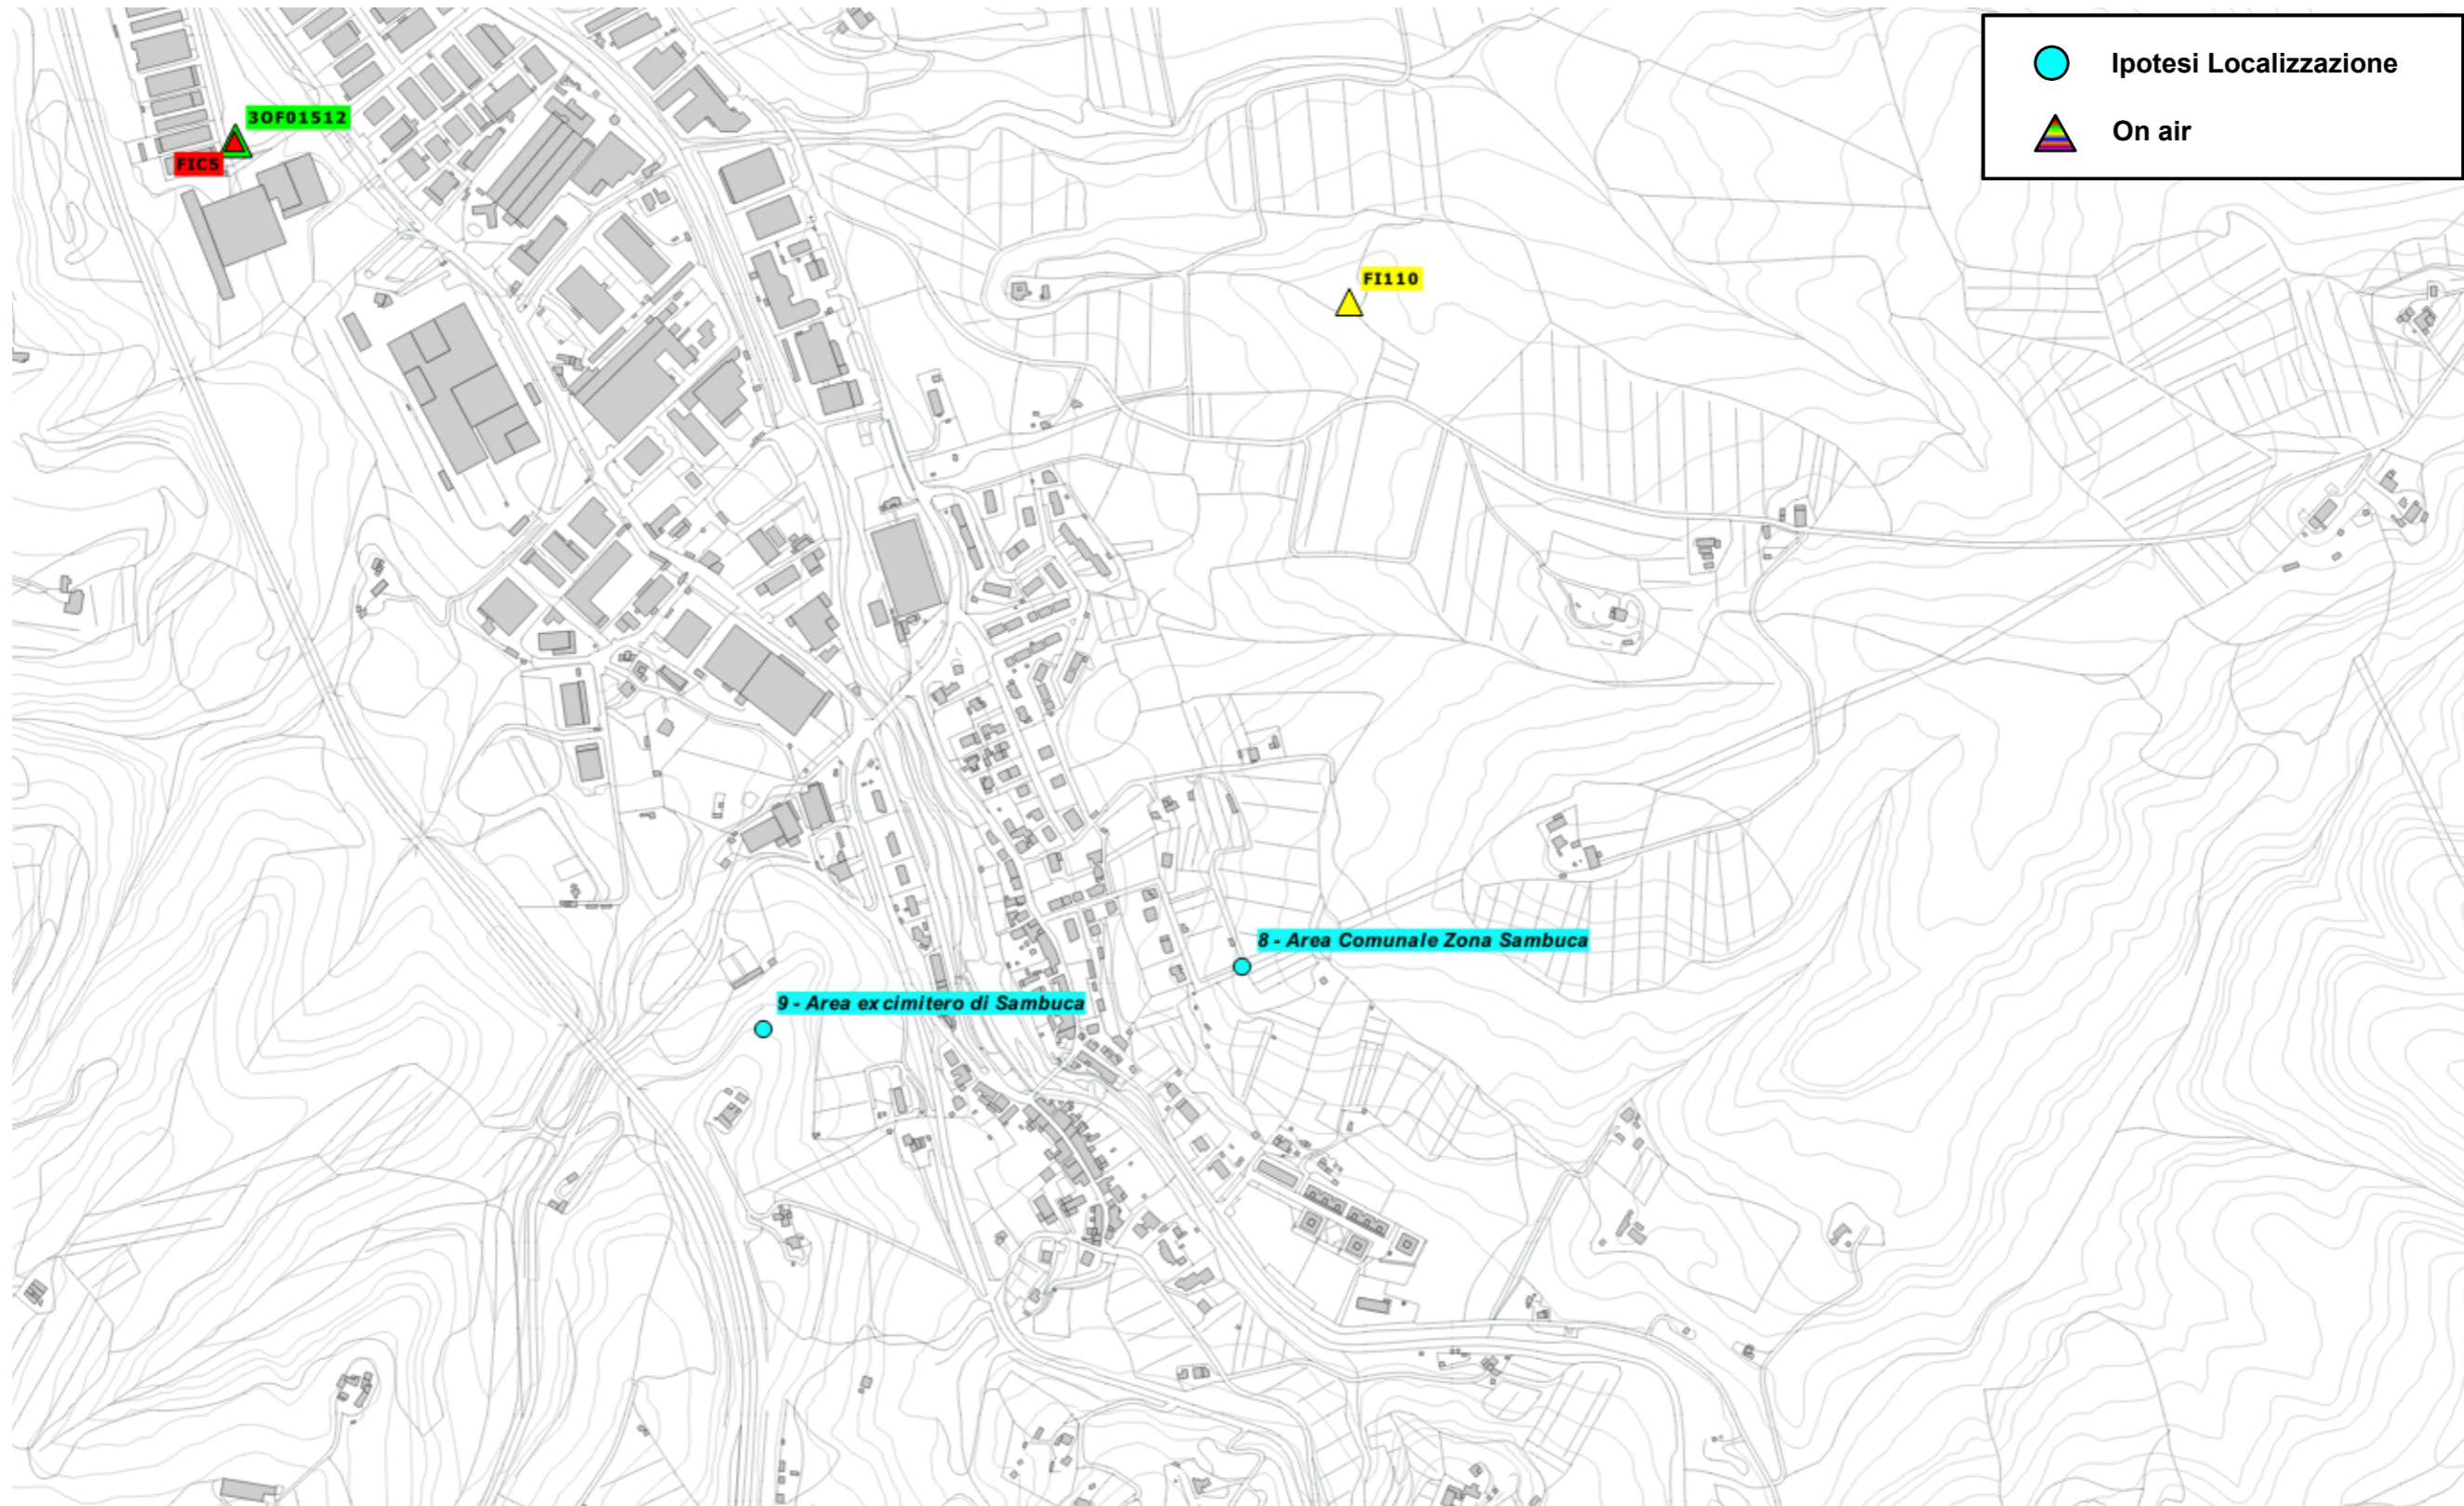 Ipotesi Localizzazione
On air
3OF01512
FIC5
FI110
8 - Area Comunale Zona Sambuca
9 - Area ex cimitero di Sambuca